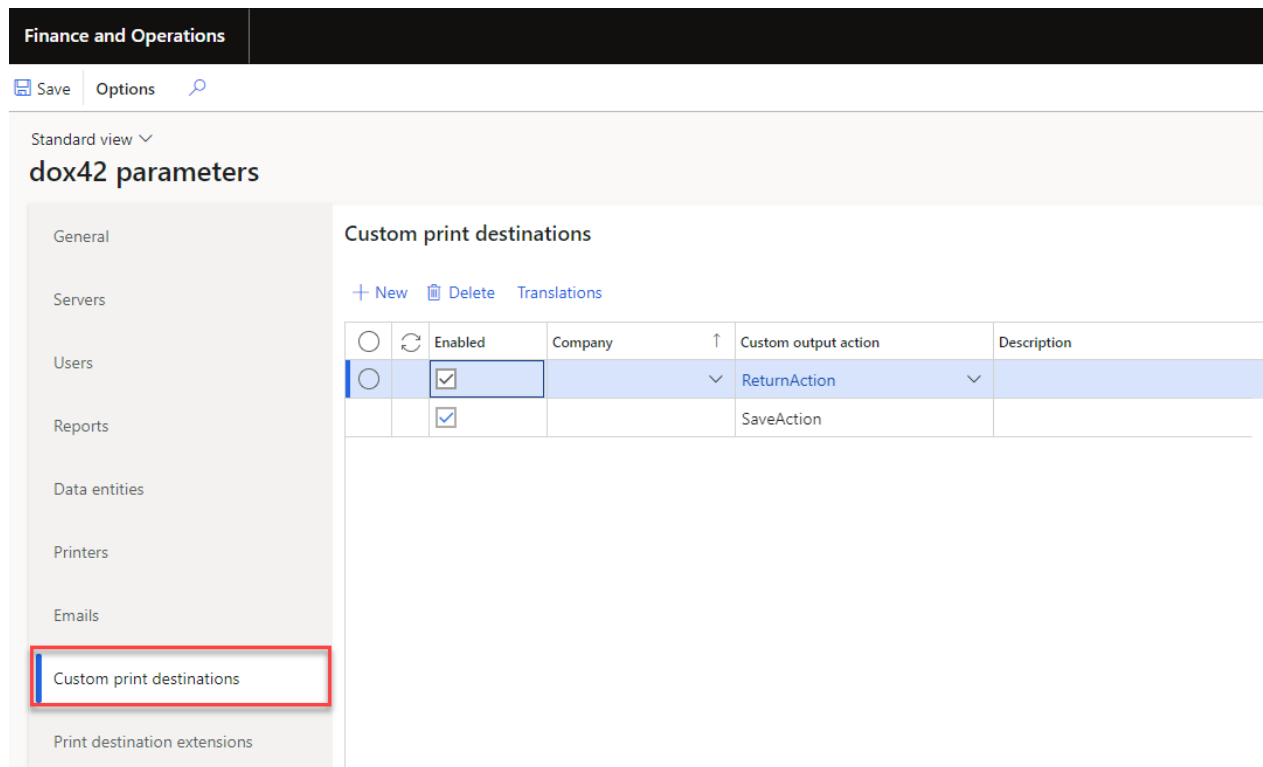 Finance and Operations
Save Options
Standard view
dox42 parameters
General
Servers
Users
Reports
Data entities
Printers
Emails
Custom print destinations
Print destination extensions
Custom print destinations
New Delete Translations
Enabled Company Custom output action Description
ReturnAction
SaveAction